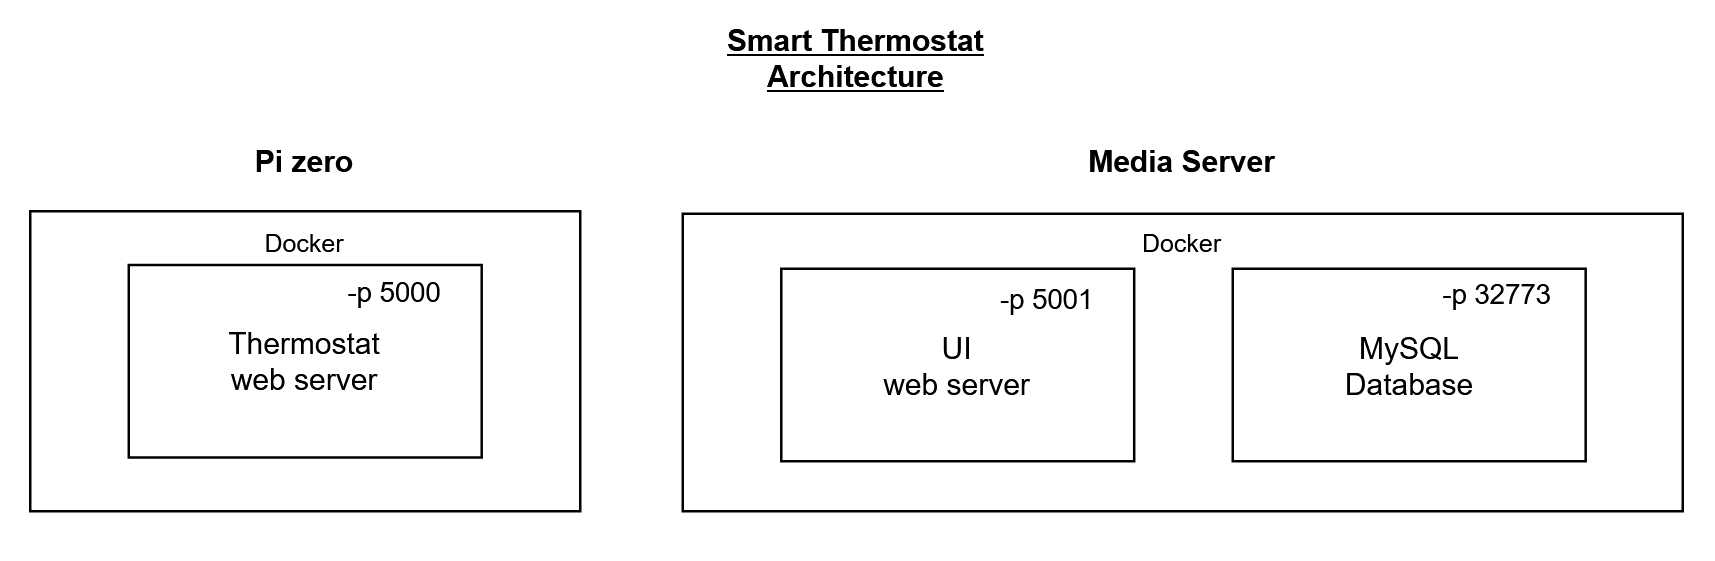 Smart Thermostat
Architecture
Pi zero
Docker
-p 5000
Thermostat
web server
Media Server
Docker
-p 5001
UI
web server
-p 32773
MySQL
Database